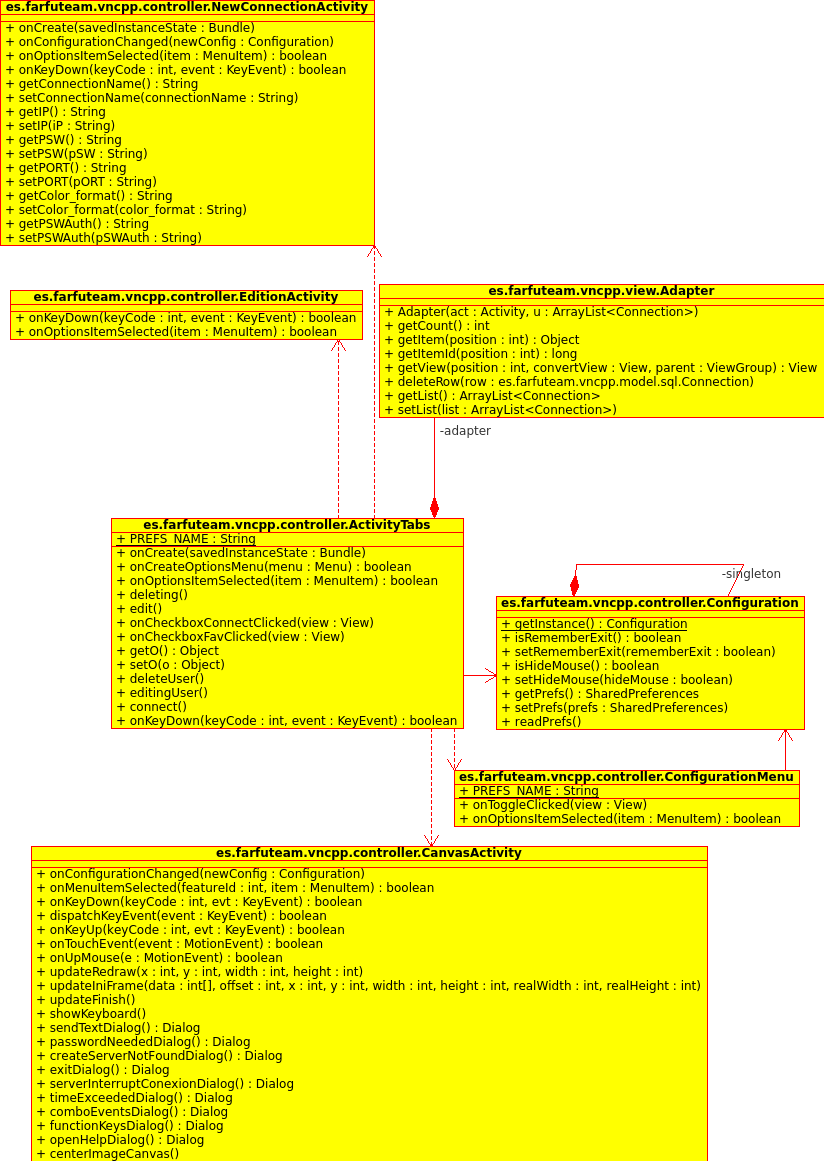 es.farfuteam.vncpp.controller.NewConnectionActivity
+ onCreate(savedInstanceState : Bundle)
+ onConfigurationChanged(newConfig : Configuration)
+ onOptionsItemSelected(item : MenuItem) : boolean
+ onKeyDown(keyCode : int, event : KeyEvent) : boolean
+ getConnectionName() : String
+ setConnectionName(connectionName : String)
+ getIP() : String
+ setIP(iP : String)
+ getPSW() : String
+ setPSW(pSW : String)
+ getPORT() : String
+ setPORT(pORT : String)
+ getColor_format() : String
+ setColor_format(color_format : String)
+ getPSWAuth() : String
+ setPSWAuth(pSWAuth : String)
es.farfuteam.vncpp.controller.EditionActivity
+ onKeyDown(keyCode : int, event : KeyEvent) : boolean
+ onOptionsItemSelected(item : MenuItem) : boolean
es.farfuteam.vncpp.view.Adapter
+ Adapter(act : Activity, u : ArrayList<Connection>)
+ getCount() : int
+ getItem(position : int) : Object
+ getItemId(position : int) : long
+ getView(position : int, convertView : View, parent : ViewGroup) : View
+ deleteRow(row : es.farfuteam.vncpp.model.sql.Connection)
+ getList() : ArrayList<Connection>
+ setList(list : ArrayList<Connection>)
-adapter
es.farfuteam.vncpp.controller.ActivityTabs
+ PREFS_NAME : String
+ onCreate(savedInstanceState : Bundle)
+ onCreateOptionsMenu(menu : Menu) : boolean
+ onOptionsItemSelected(item : MenuItem) : boolean
+ deleting()
+ edit()
+ onCheckboxConnectClicked(view : View)
+ onCheckboxFavClicked(view : View)
+ getO() : Object
+ setO(o : Object)
+ deleteUser()
+ editingUser()
+ connect()
+ onKeyDown(keyCode : int, event : KeyEvent) : boolean
-singleton
es.farfuteam.vncpp.controller.Configuration
+ getInstance() : Configuration
+ isRememberExit() : boolean
+ setRememberExit(rememberExit : boolean)
+ isHideMouse() : boolean
+ setHideMouse(hideMouse : boolean)
+ getPrefs() : SharedPreferences
+ setPrefs(prefs : SharedPreferences)
+ readPrefs()
es.farfuteam.vncpp.controller.ConfigurationMenu
+ PREFS_NAME : String
+ onToggleClicked(view : View)
+ onOptionsItemSelected(item : MenuItem) : boolean
es.farfuteam.vncpp.controller.CanvasActivity
+ onConfigurationChanged(newConfig : Configuration)
+ onMenuItemSelected(featureId : int, item : MenuItem) : boolean
+ onKeyDown(keyCode : int, evt : KeyEvent) : boolean
+ dispatchKeyEvent(event : KeyEvent) : boolean
+ onKeyUp(keyCode : int, evt : KeyEvent) : boolean
+ onTouchEvent(event : MotionEvent) : boolean
+ onUpMouse(e : MotionEvent) : boolean
+ updateRedraw(x : int, y : int, width : int, height : int)
+ updateIniFrame(data : int[], offset : int, x : int, y : int, width : int, height : int, realWidth : int, realHeight : int)
+ updateFinish()
+ showKeyboard()
+ sendTextDialog() : Dialog
+ passwordNeededDialog() : Dialog
+ createServerNotFoundDialog() : Dialog
+ exitDialog() : Dialog
+ serverInterruptConexionDialog() : Dialog
+ timeExceededDialog() : Dialog
+ comboEventsDialog() : Dialog
+ functionKeysDialog() : Dialog
+ openHelpDialog() : Dialog
+ centerImageCanvas()